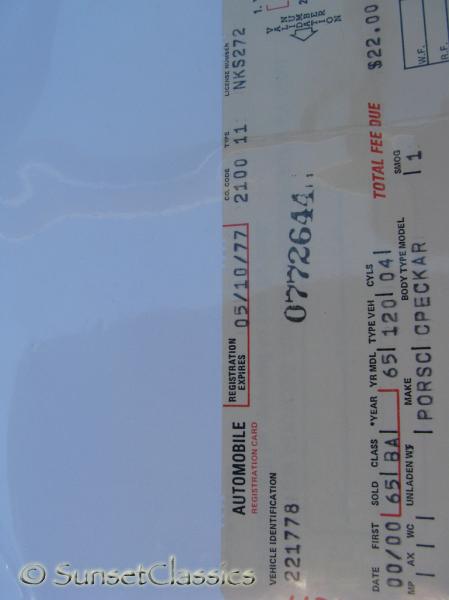 AUTOMOBILE
REGISTRATION CARD
REGISTRATION EXPIRES 05/10/77
CO. CODE TYPE LICENSE NUMBER
2100 11 NKS272
VEHICLE IDENTIFICATION
221778
0772644
VALIDATION NUMBER
DATE FIRST SOLD CLASS *YEAR YR MDL TYPE VEH CYLS TOTAL FEE DUE $22.00
00/00 65 BA 65 120 04
MP AX WC UNLADEN WT MAKE BODY TYPE MODEL SMOG
PORSC CPECKAR 1
W.F.
R.F.
© SunsetClassics